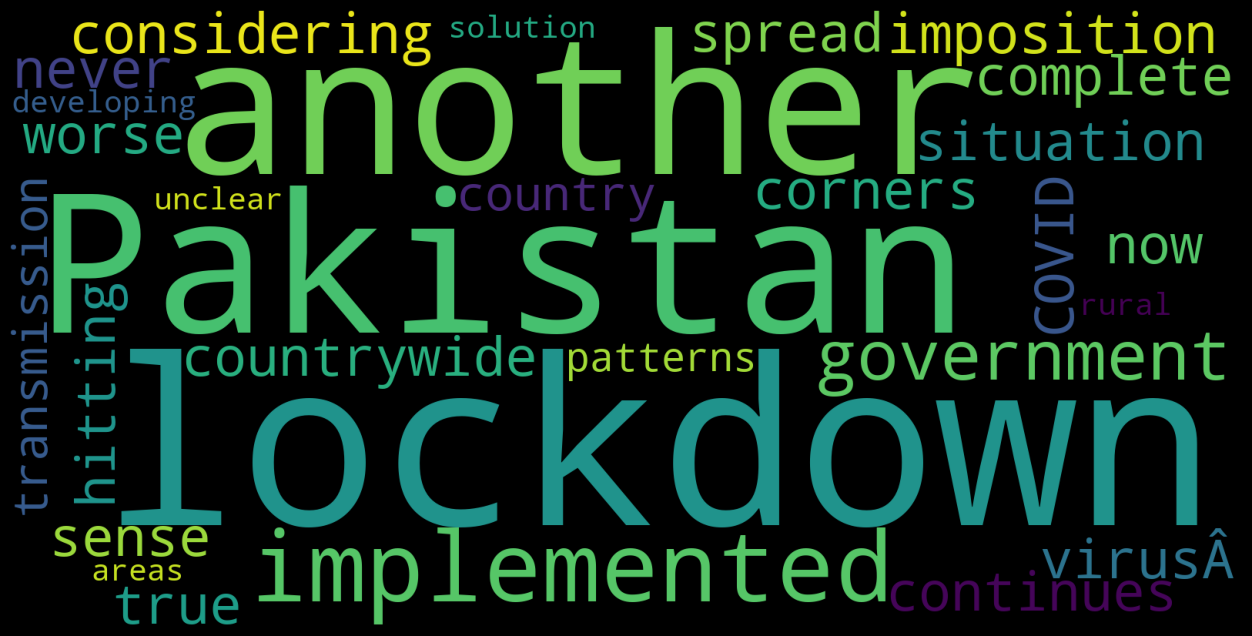 considering
solution
spread
imposition
never
another
complete
developing
worse
situation
transmission
unclear
country
corners
COVID
Pakistan
now
rural
hitting
countrywide
patterns
government
lockdown
sense
implemented
virusÂ
areas
continues
true